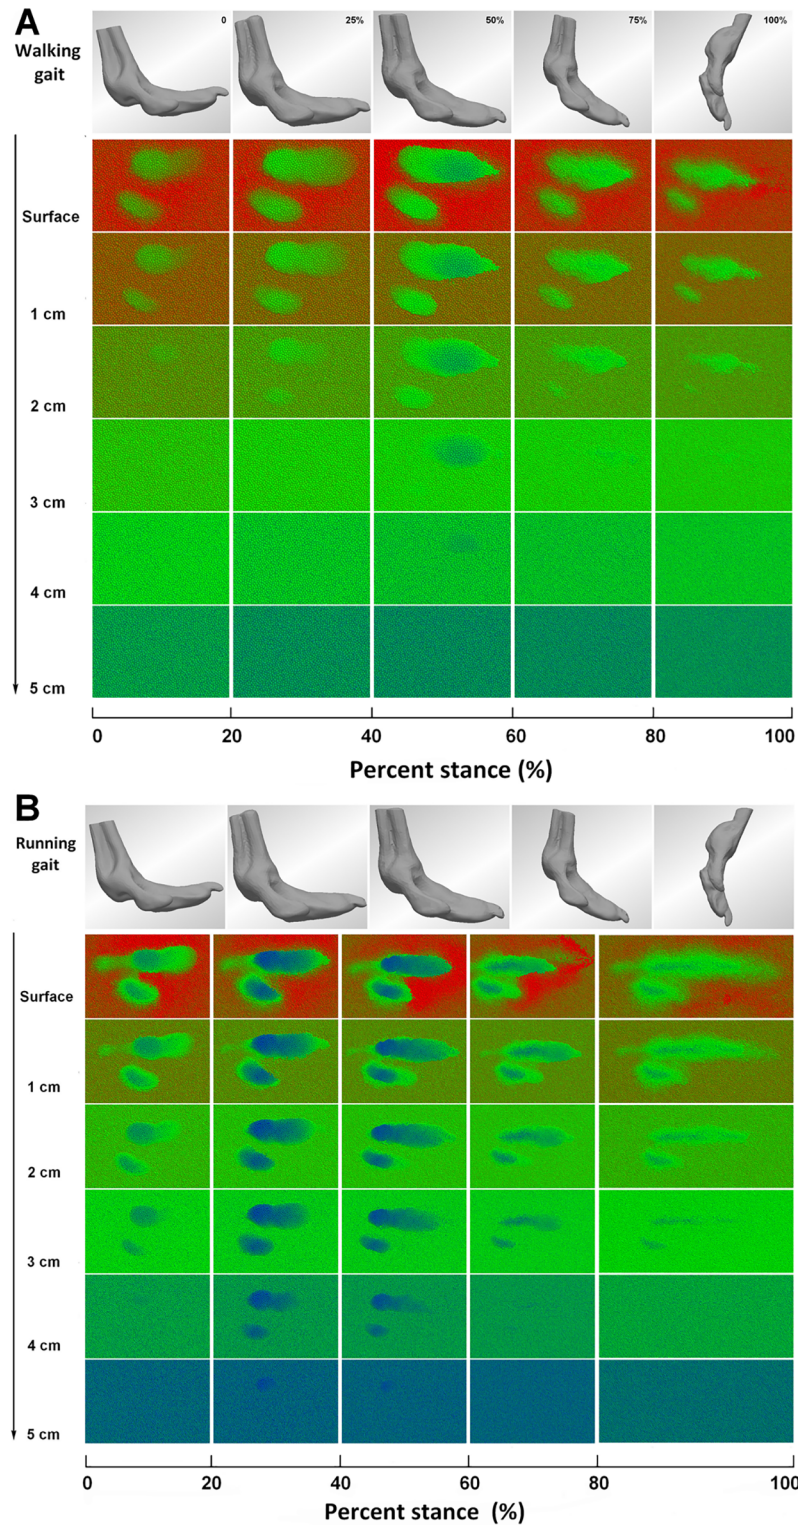 A
Walking
gait
0
25%
50%
75%
100%
Surface
1 cm
2 cm
3 cm
4 cm
5 cm
0 20 40 60 80 100
Percent stance (%)
B
Running
gait
Surface
1 cm
2 cm
3 cm
4 cm
5 cm
0 20 40 60 80 100
Percent stance (%)